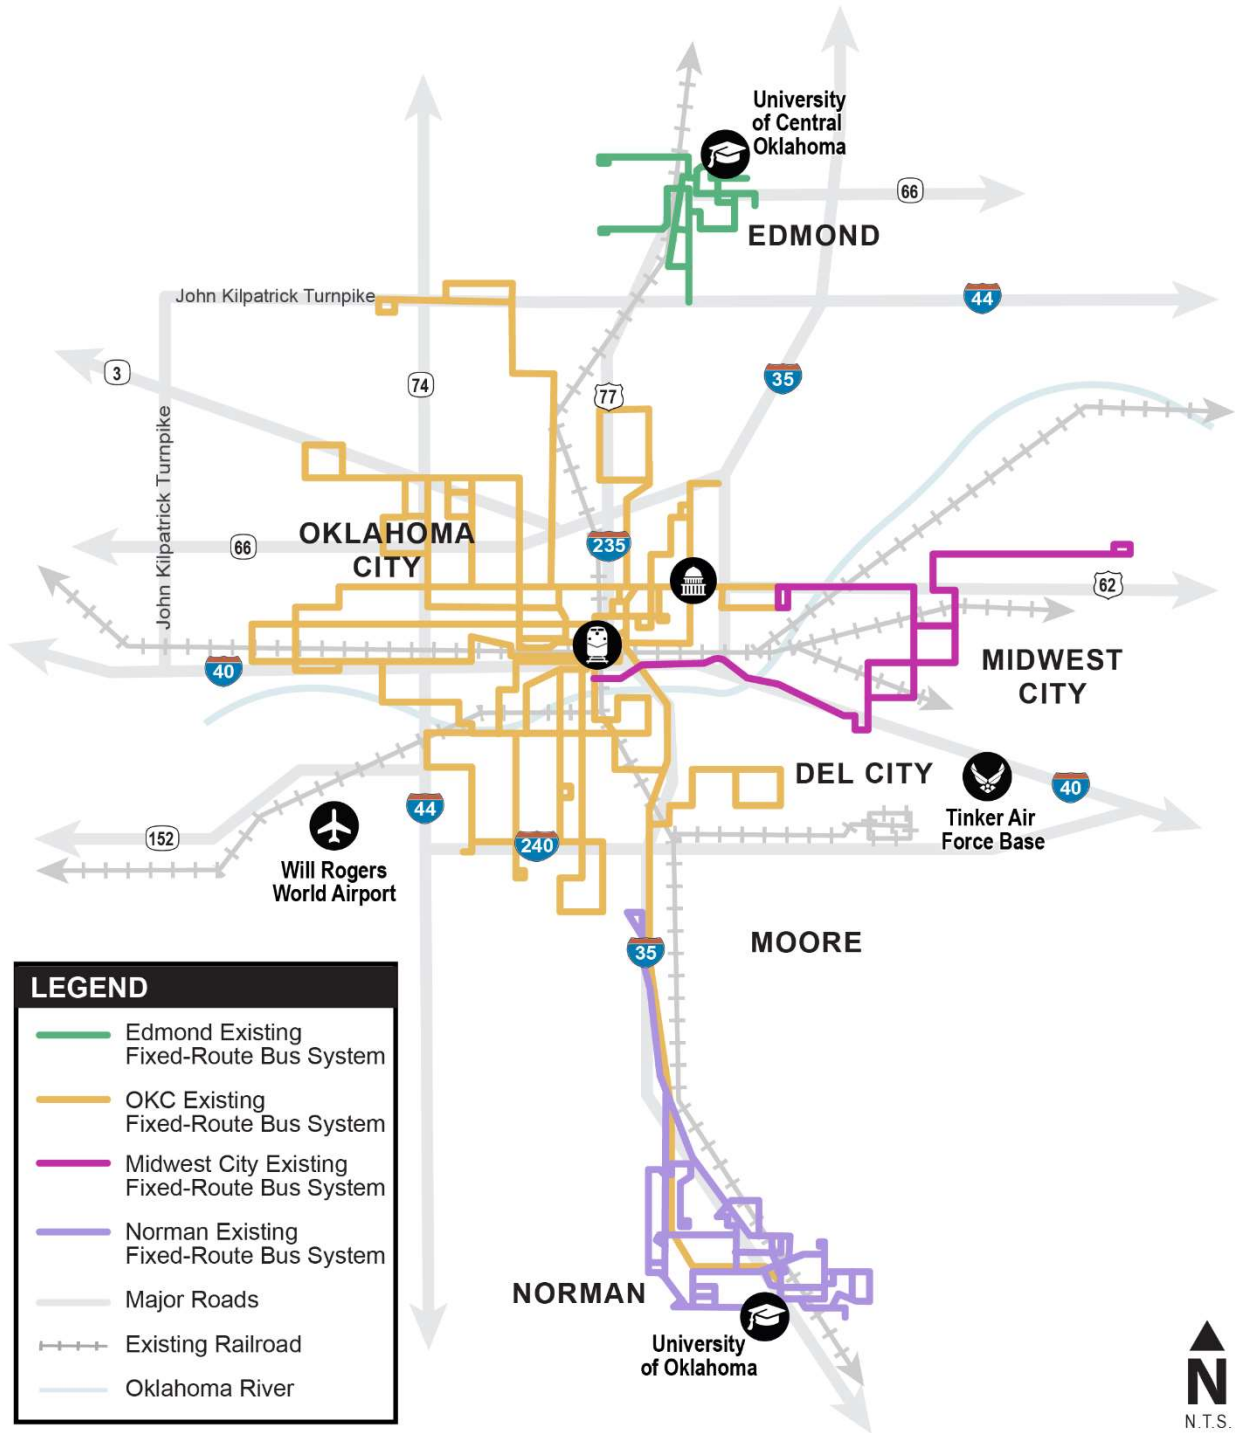 University
of Central
Oklahoma
66
EDMOND
John Kilpatrick Turnpike
44
3
74
77
35
John Kilpatrick Turnpike
OKLAHOMA
CITY
66
235
62
40
MIDWEST
CITY
DEL CITY
44
152
240
Will Rogers
World Airport
Tinker Air
Force Base
40
35
MOORE
LEGEND
Edmond Existing
Fixed-Route Bus System
OKC Existing
Fixed-Route Bus System
Midwest City Existing
Fixed-Route Bus System
Norman Existing
Fixed-Route Bus System
Major Roads
Existing Railroad
Oklahoma River
NORMAN
University
of Oklahoma
N
N.T.S.